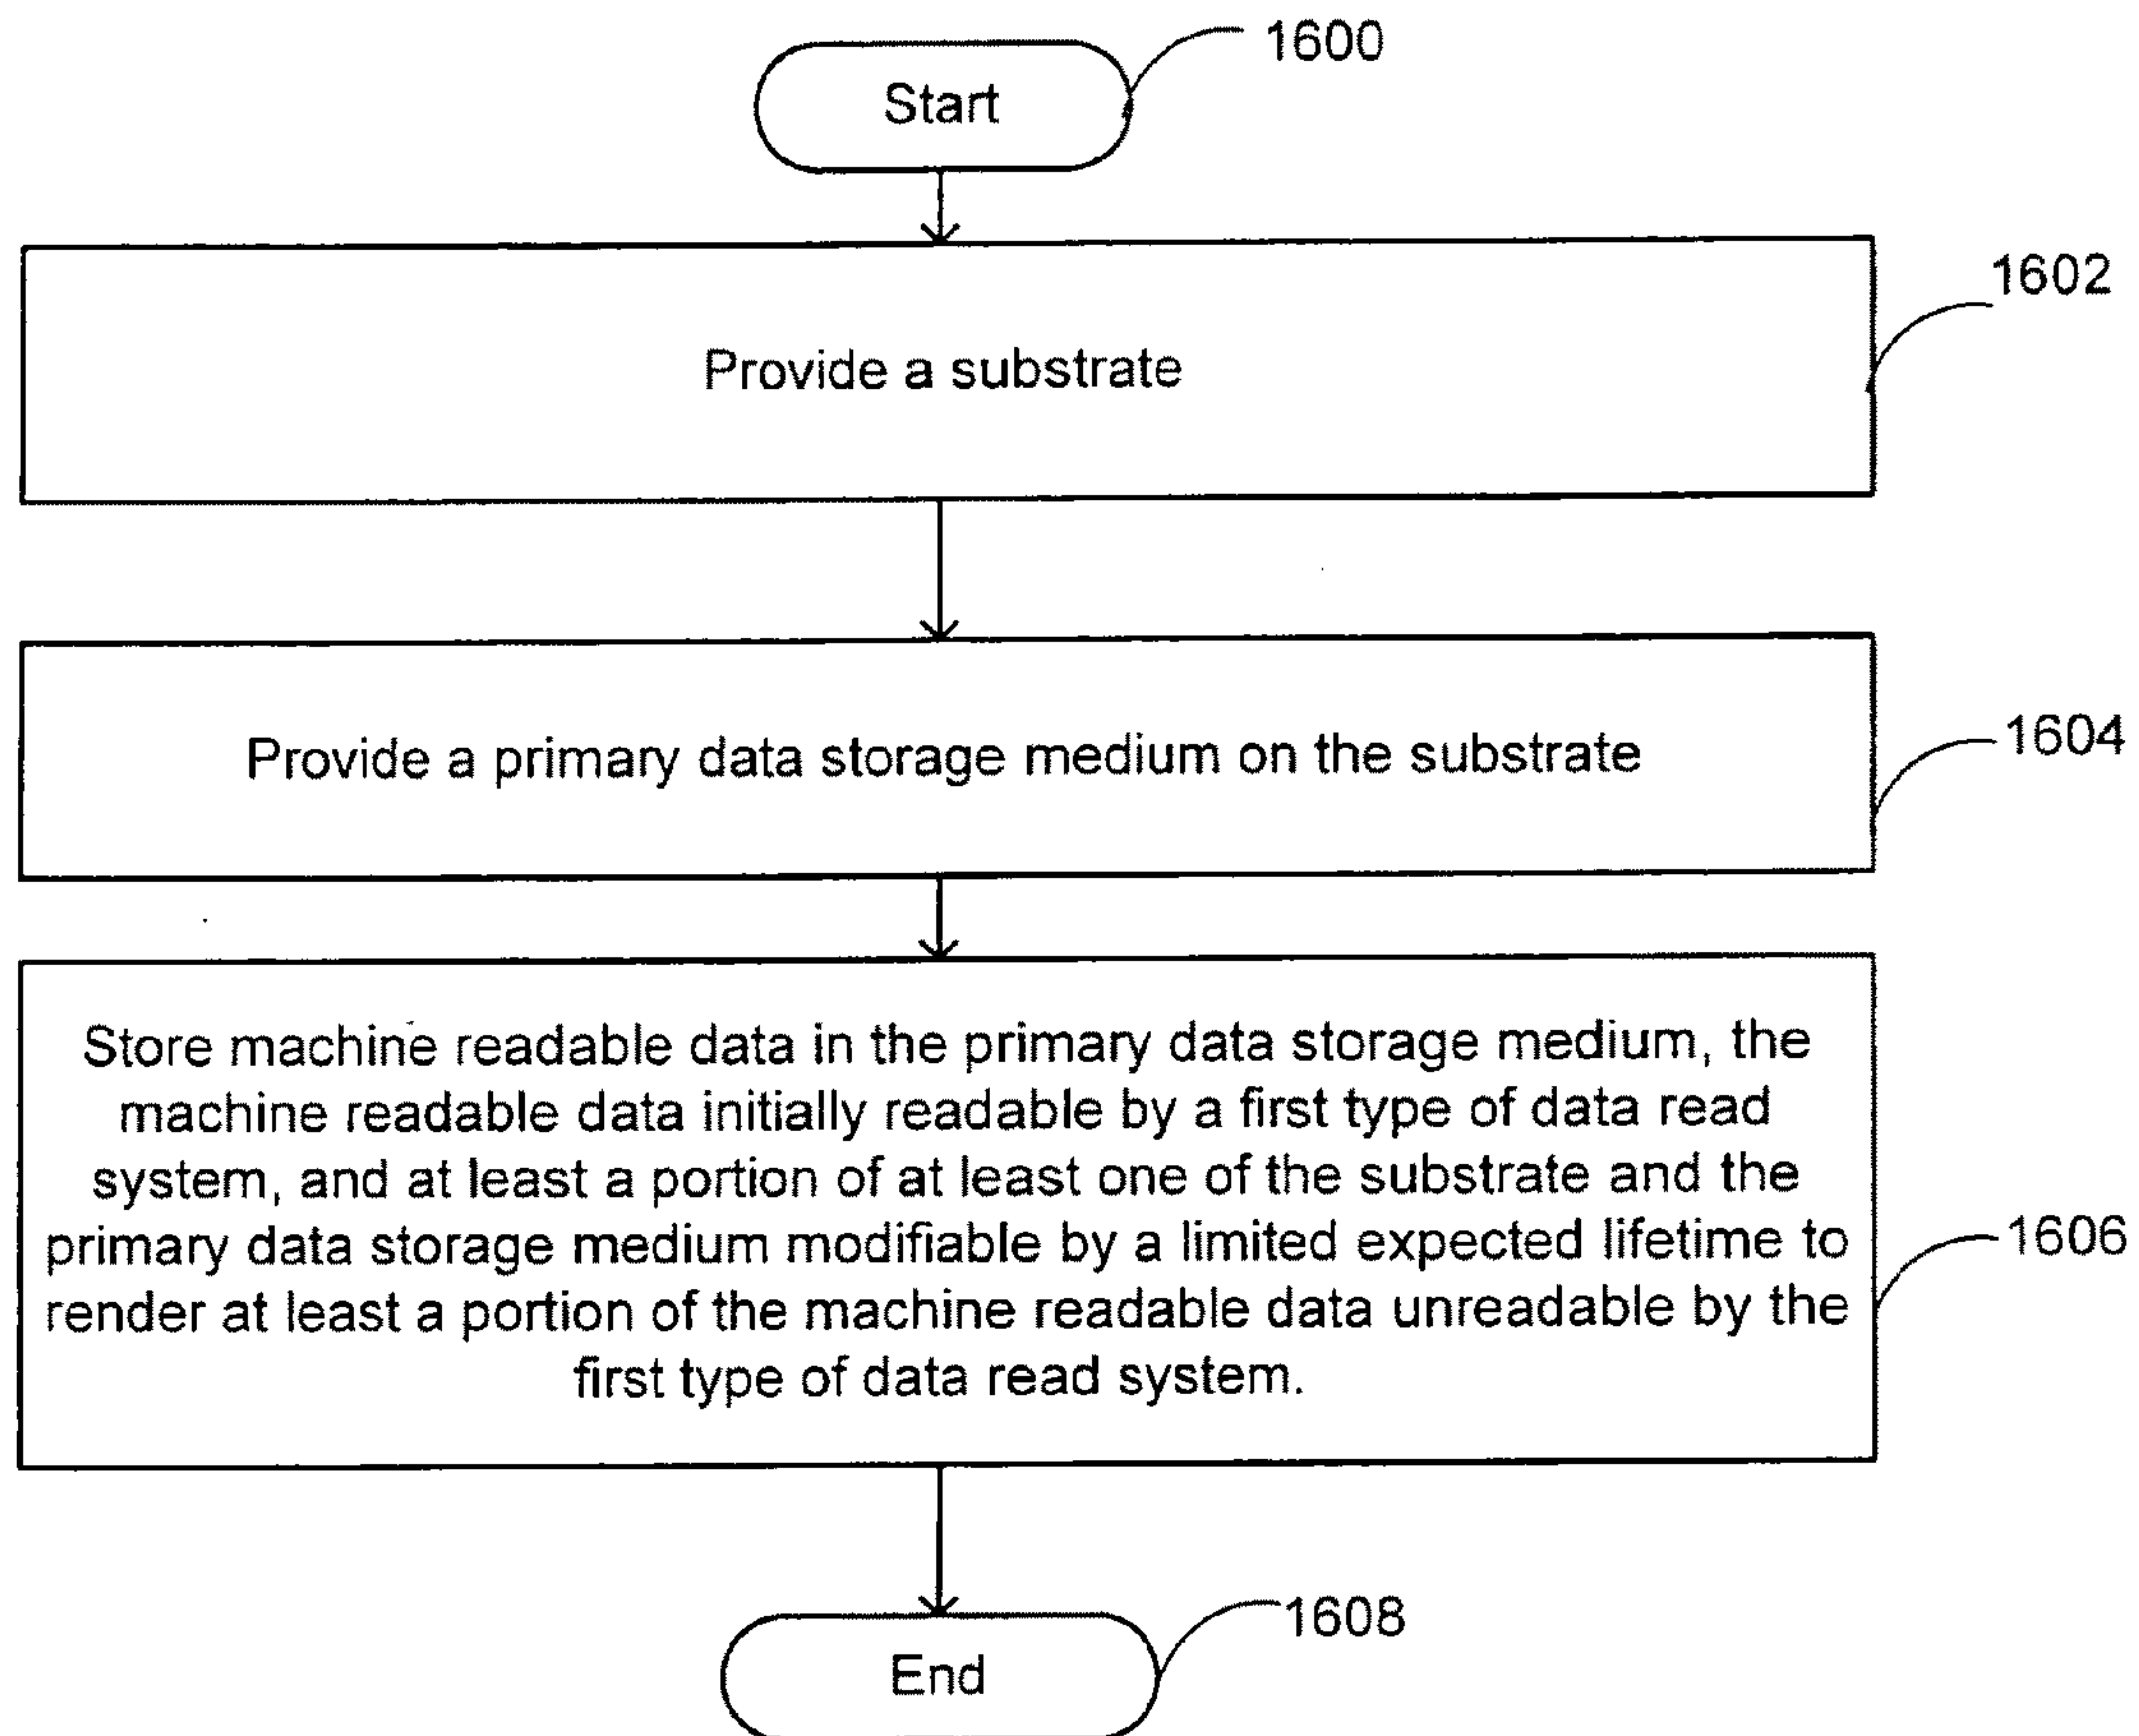 1600
Start
1602
Provide a substrate
1604
Provide a primary data storage medium on the substrate
Store machine readable data in the primary data storage medium, the
machine readable data initially readable by a first type of data read
system, and at least a portion of at least one of the substrate and the
primary data storage medium modifiable by a limited expected lifetime to
render at least a portion of the machine readable data unreadable by the
first type of data read system.
1606
1608
End